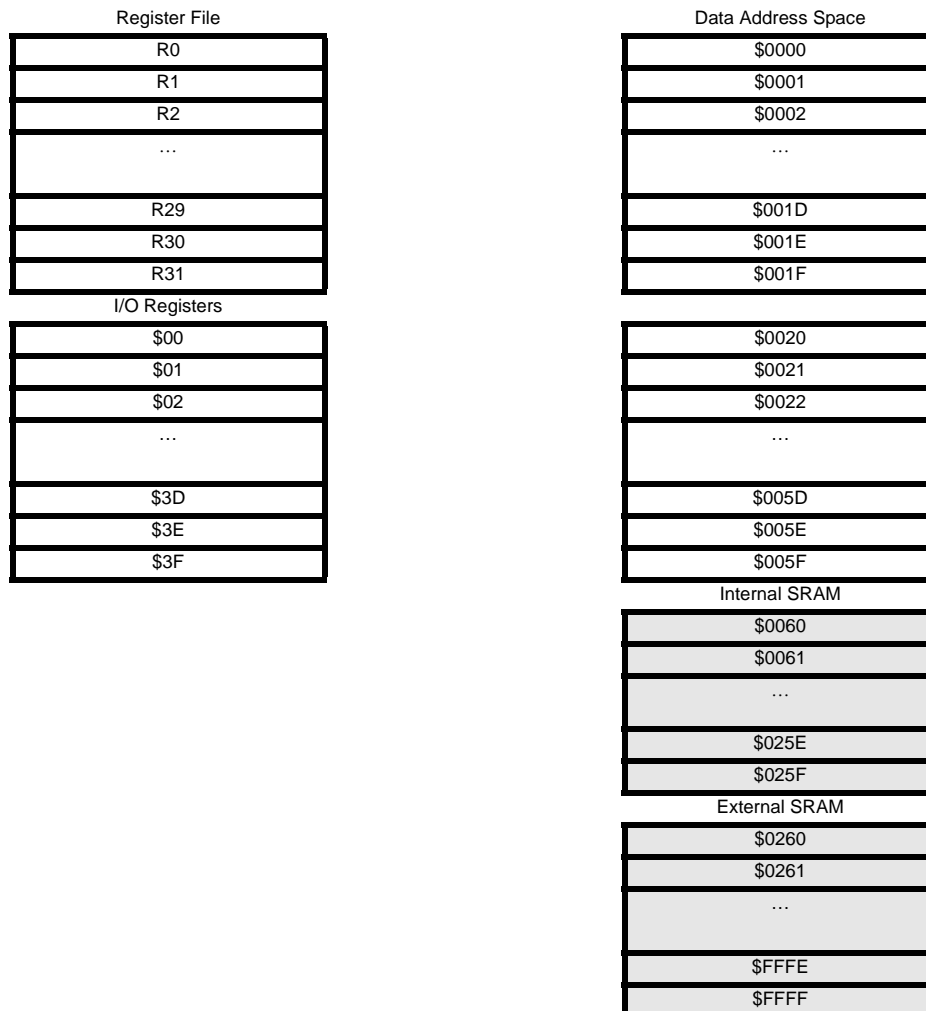 Register File
Data Address Space
R0
$0000
R1
$0001
R2
$0002
…
…
R29
$001D
R30
$001E
R31
$001F
I/O Registers
$00
$0020
$01
$0021
$02
$0022
…
…
$3D
$005D
$3E
$005E
$3F
$005F
Internal SRAM
$0060
$0061
…
$025E
$025F
External SRAM
$0260
$0261
…
$FFFE
$FFFF